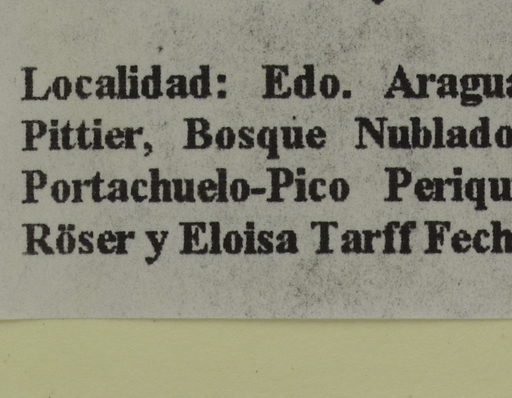 Localidad: Edo. Aragua
Pittier, Bosque Nublado
Portachuelo-Pico Periqu
Röser y Eloisa Tarff Fech